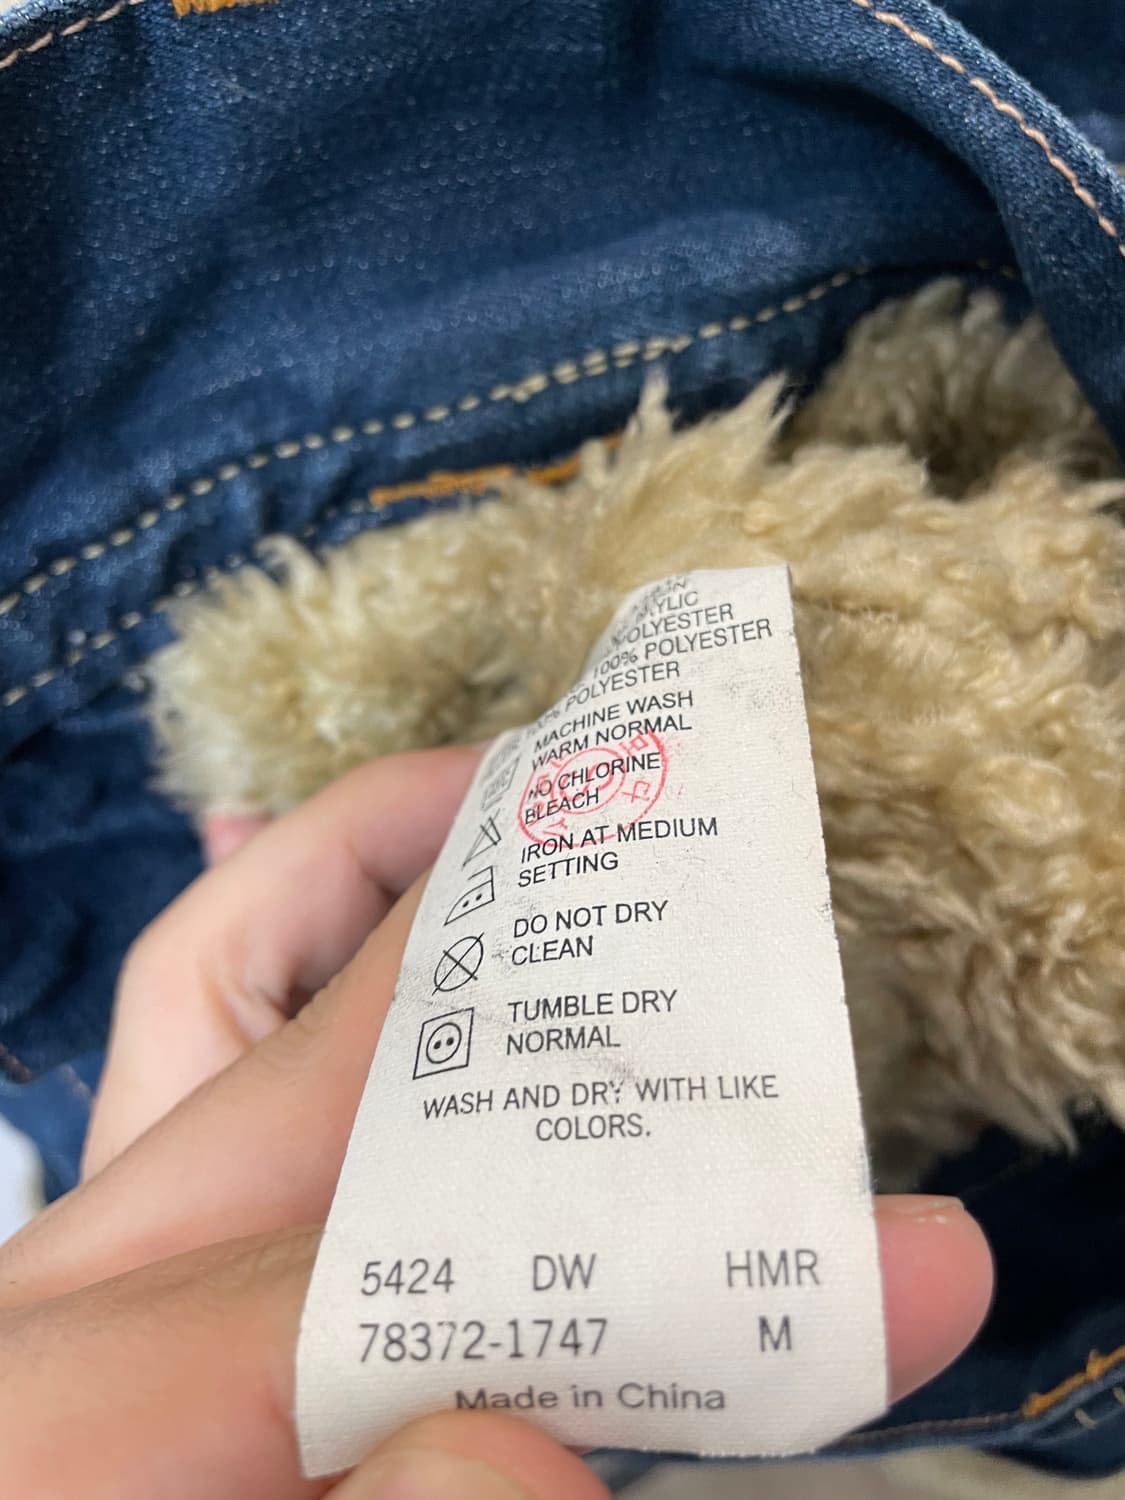 POLYESTER
100% POLYESTER
POLYESTER
MACHINE WASH
WARM NORMAL
NO CHLORINE
BLEACH
IRON AT MEDIUM
SETTING
DO NOT DRY
CLEAN
TUMBLE DRY
NORMAL
WASH AND DRY WITH LIKE
COLORS.
5424 DW HMR
78372-1747 M
Made in China